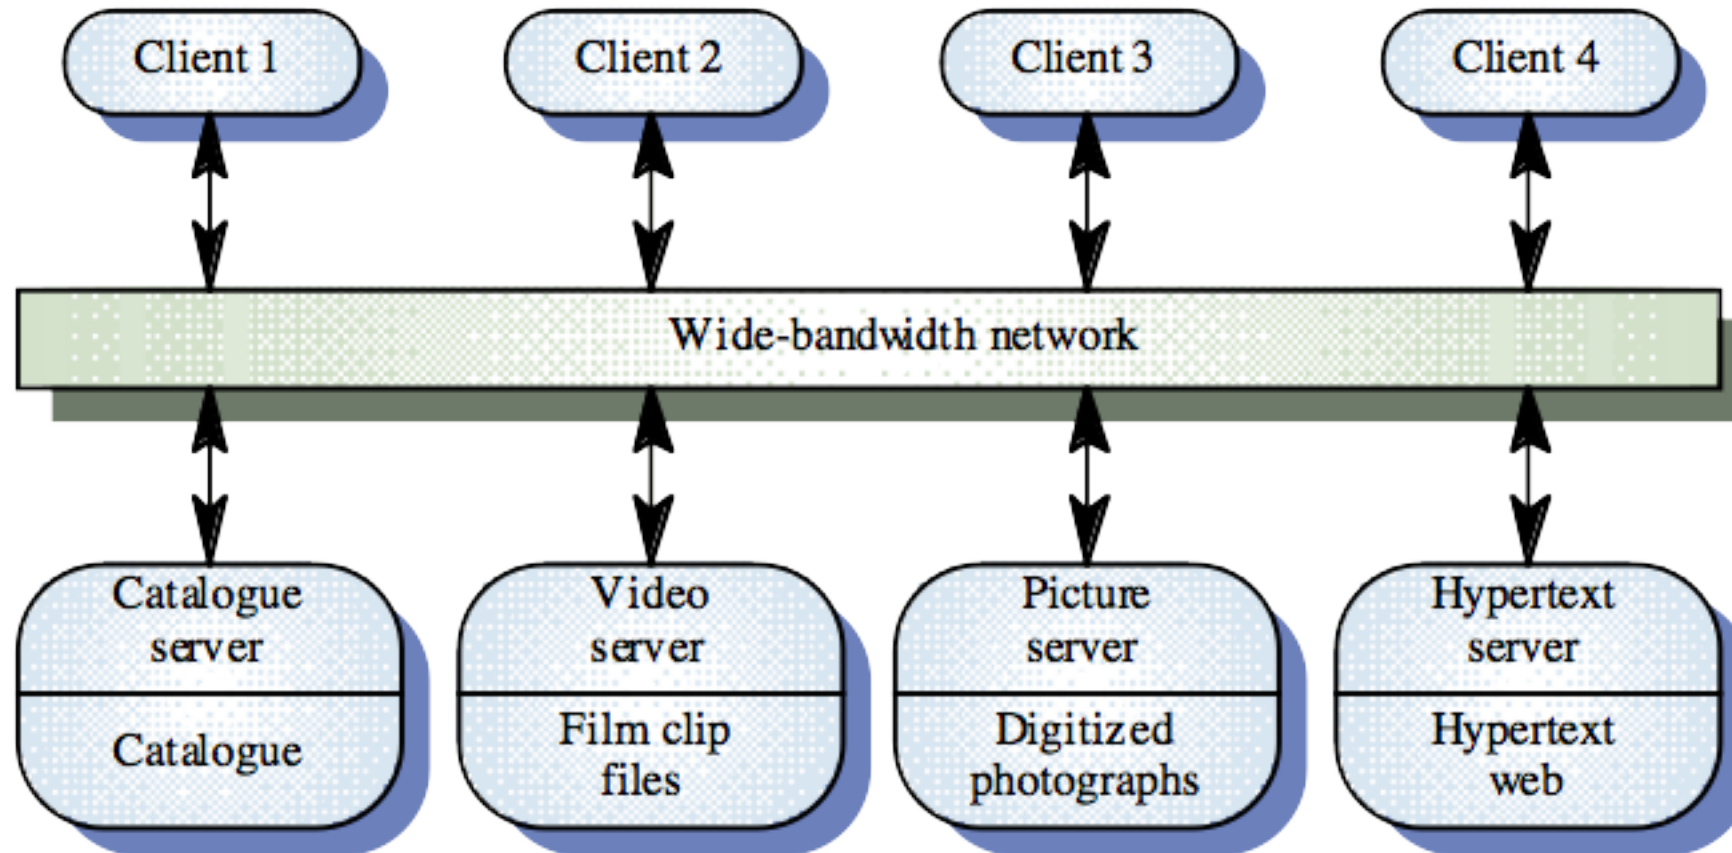 Client 1
Client 2
Client 3
Client 4
Wide-bandwidth network
Catalogue
server
Catalogue
Video
server
Film clip
files
Picture
server
Digitized
photographs
Hypertext
server
Hypertext
web